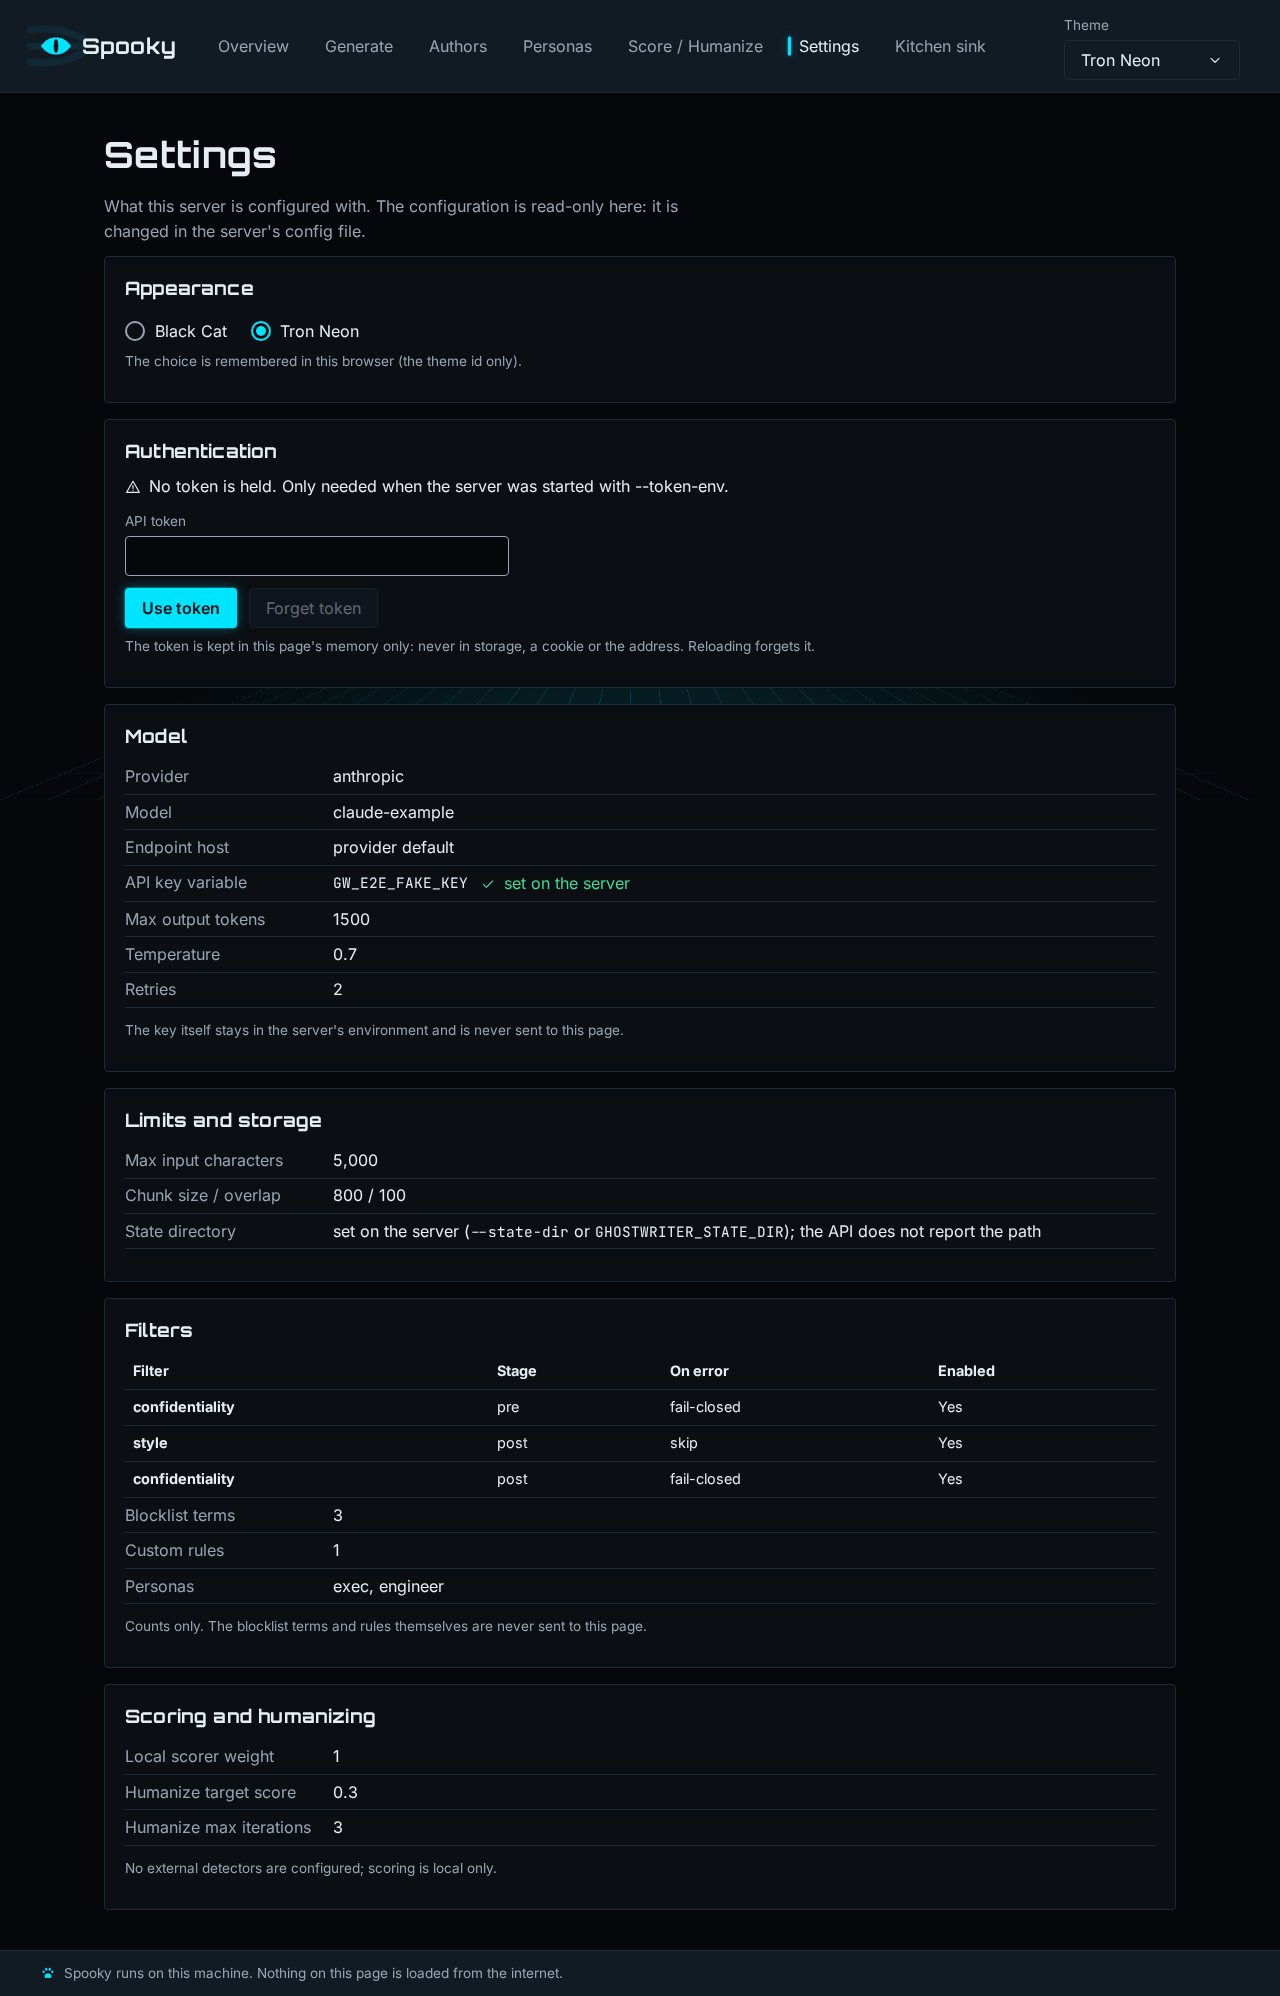 Spooky
Overview
Generate
Authors
Personas
Score / Humanize
Settings
Kitchen sink
Theme
Tron Neon
Settings
What this server is configured with. The configuration is read-only here: it is
changed in the server's config file.
Appearance
Black Cat
Tron Neon
The choice is remembered in this browser (the theme id only).
Authentication
No token is held. Only needed when the server was started with --token-env.
API token
Use token
Forget token
The token is kept in this page's memory only: never in storage, a cookie or the address. Reloading forgets it.
Model
Provider anthropic
Model claude-example
Endpoint host provider default
API key variable GW_E2E_FAKE_KEY set on the server
Max output tokens 1500
Temperature 0.7
Retries 2
The key itself stays in the server's environment and is never sent to this page.
Limits and storage
Max input characters 5,000
Chunk size / overlap 800 / 100
State directory set on the server (--state-dir or GHOSTWRITER_STATE_DIR); the API does not report the path
Filters
Filter Stage On error Enabled
confidentiality pre fail-closed Yes
style post skip Yes
confidentiality post fail-closed Yes
Blocklist terms 3
Custom rules 1
Personas exec, engineer
Counts only. The blocklist terms and rules themselves are never sent to this page.
Scoring and humanizing
Local scorer weight 1
Humanize target score 0.3
Humanize max iterations 3
No external detectors are configured; scoring is local only.
Spooky runs on this machine. Nothing on this page is loaded from the internet.